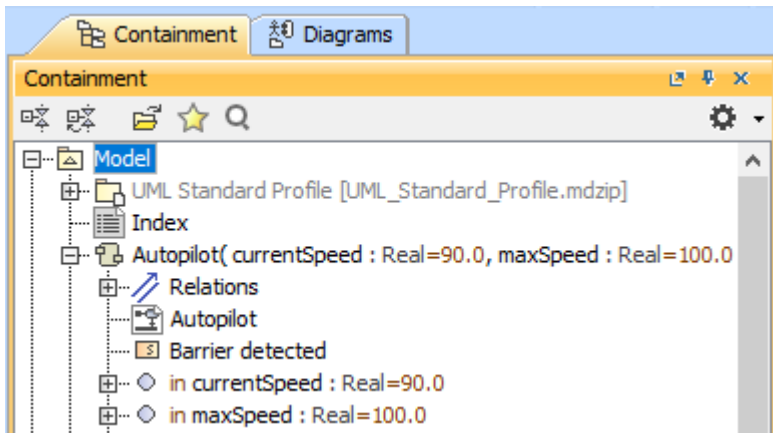 Containment Diagrams
Containment
Model
UML Standard Profile [UML_Standard_Profile.mdzip]
Index
Autopilot( currentSpeed : Real=90.0, maxSpeed : Real=100.0
Relations
Autopilot
Barrier detected
in currentSpeed : Real=90.0
in maxSpeed : Real=100.0